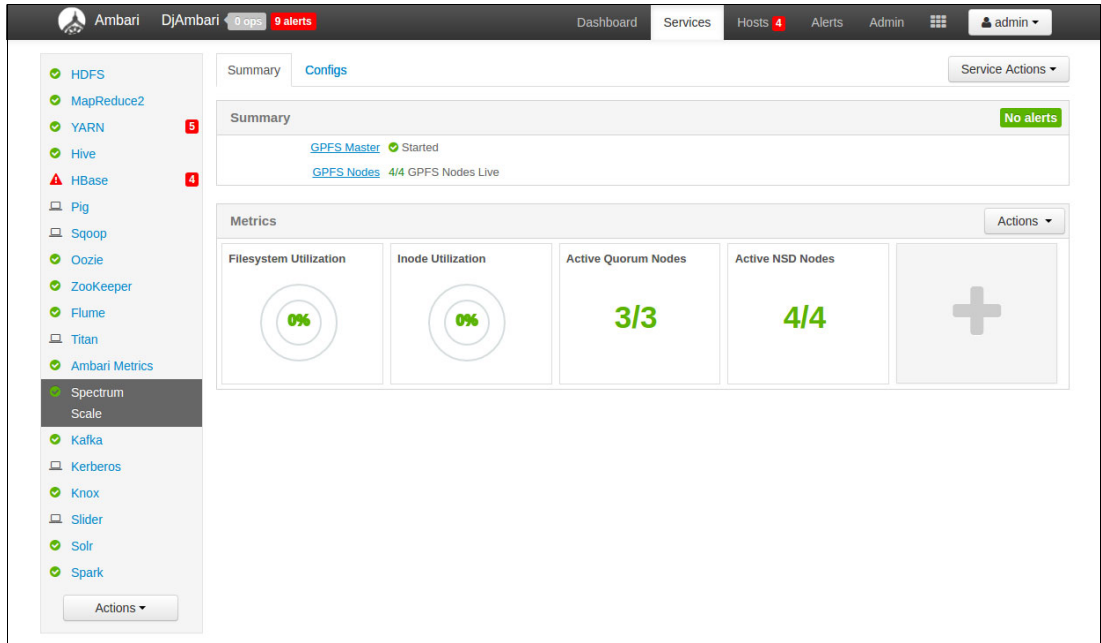 Ambari DjAmbari 0 ops 9 alerts Dashboard Services Hosts 4 Alerts Admin admin
HDFS
MapReduce2
YARN 5
Hive
HBase 4
Pig
Sqoop
Oozie
ZooKeeper
Flume
Titan
Ambari Metrics
Spectrum
Scale
Kafka
Kerberos
Knox
Slider
Solr
Spark
Actions
Summary Configs Service Actions
Summary No alerts
GPFS Master Started
GPFS Nodes 4/4 GPFS Nodes Live
Metrics Actions
Filesystem Utilization Inode Utilization Active Quorum Nodes Active NSD Nodes
0% 0% 3/3 4/4